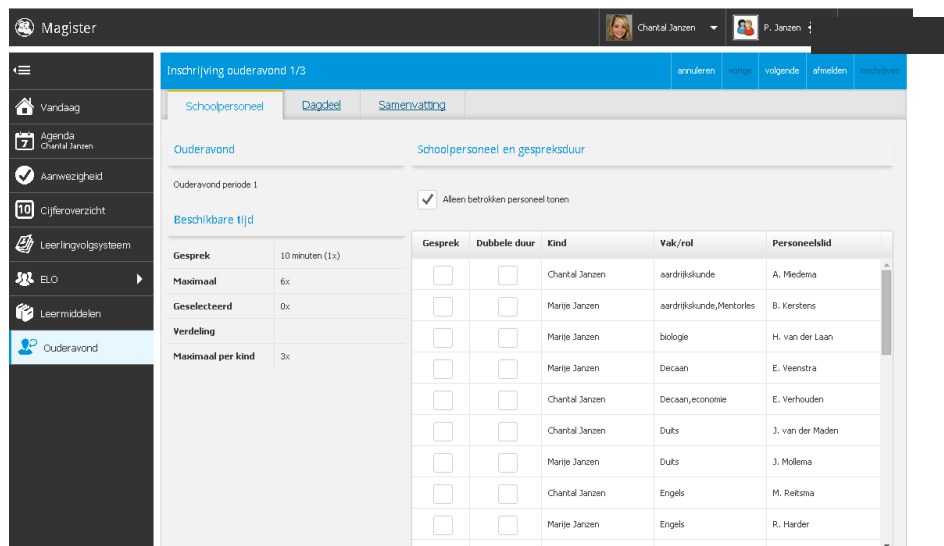 Magister
Chantal Janzen
P. Janzen
Inschrijving ouderavond 1/3
annuleren
vorige
volgende
afmelden
inschrijven
Vandaag
7
Agenda
Chantal Janzen
Aanwezigheid
10
Cijferoverzicht
Leerlingvolgsysteem
ELO
Leermiddelen
Ouderavond
Schoolpersoneel
Dagdeel
Samenvatting
Ouderavond
Ouderavond periode 1
Beschikbare tijd
Gesprek 10 minuten (1x)
Maximaal 6x
Geselecteerd 0x
Verdeling
Maximaal per kind 3x
Schoolpersoneel en gespreksduur
Alleen betrokken personeel tonen
Gesprek Dubbele duur Kind Vak/rol Personeelslid
Chantal Janzen aardrijkskunde A. Miedema
Marije Janzen aardrijkskunde,Mentorles B. Kerstens
Marije Janzen biologie H. van der Laan
Marije Janzen Decaan E. Veenstra
Chantal Janzen Decaan,economie E. Verhouden
Chantal Janzen Duits J. van der Maden
Marije Janzen Duits J. Mollema
Chantal Janzen Engels M. Reitsma
Marije Janzen Engels R. Harder